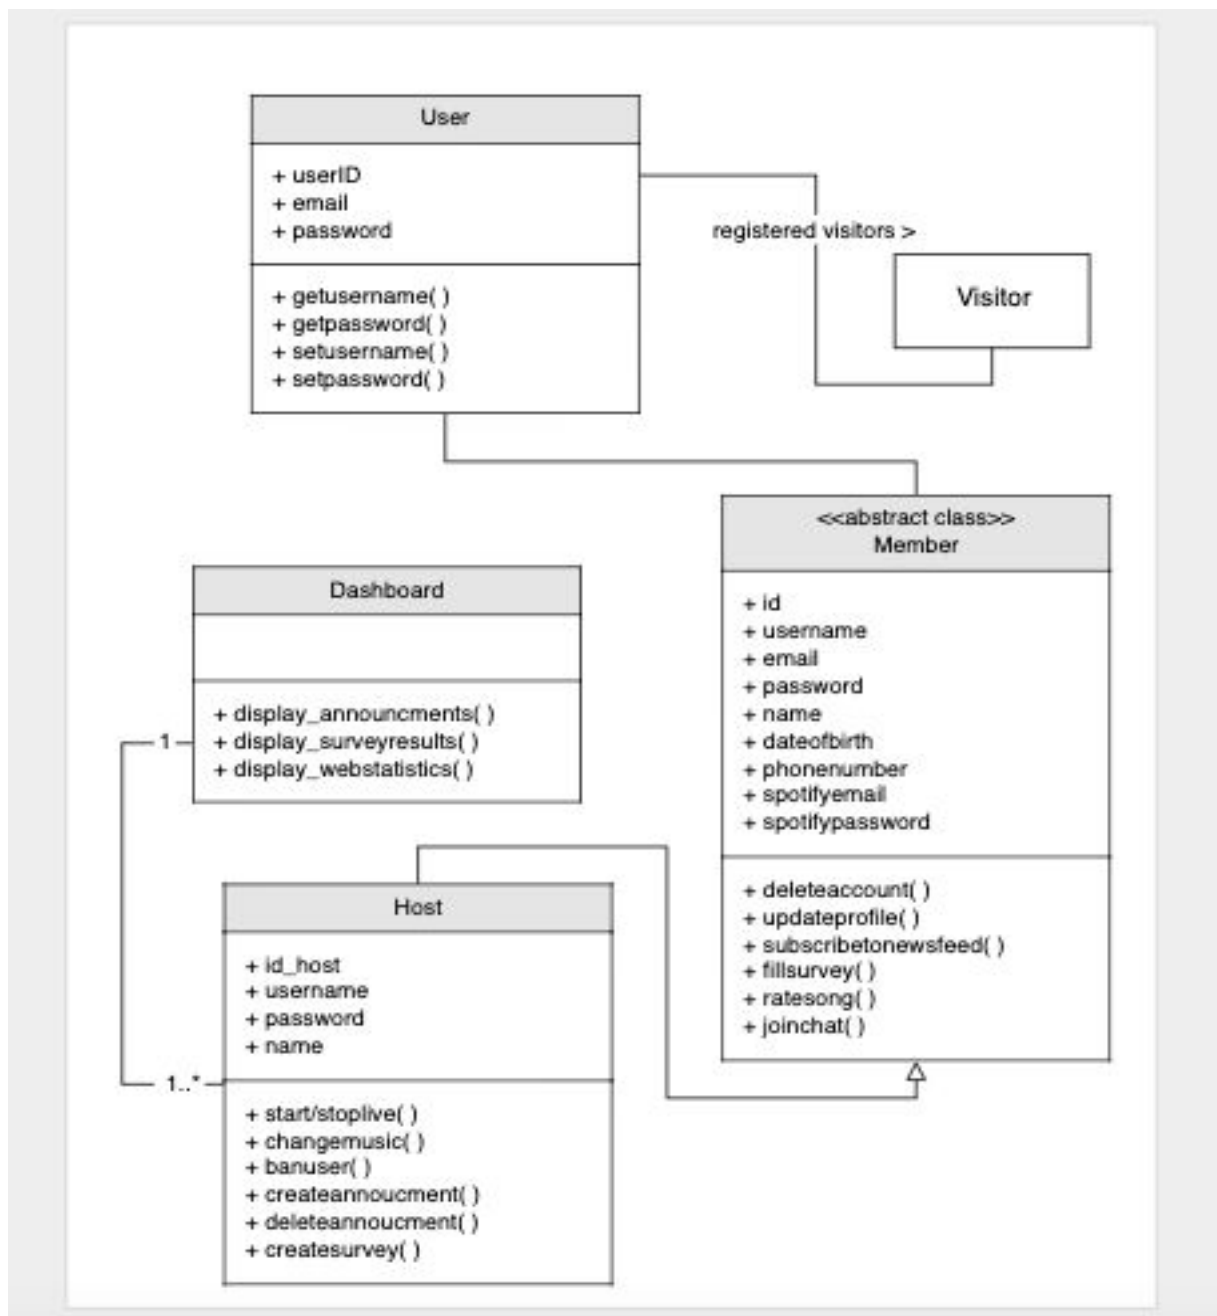 User
+ userID
+ email
+ password
+ getusername( )
+ getpassword( )
+ setusername( )
+ setpassword( )
registered visitors >
Visitor
<<abstract class>>
Member
+ id
+ username
+ email
+ password
+ name
+ dateofbirth
+ phonenumber
+ spotifyemail
+ spotifypassword
+ deleteaccount( )
+ updateprofile( )
+ subscribetonewsfeed( )
+ fillsurvey( )
+ ratesong( )
+ joinchat( )
Dashboard
+ display_announcments( )
+ display_surveyresults( )
+ display_webstatistics( )
1
1..*
Host
+ id_host
+ username
+ password
+ name
+ start/stoplive( )
+ changemusic( )
+ banuser( )
+ createannoucment( )
+ deleteannoucment( )
+ createsurvey( )